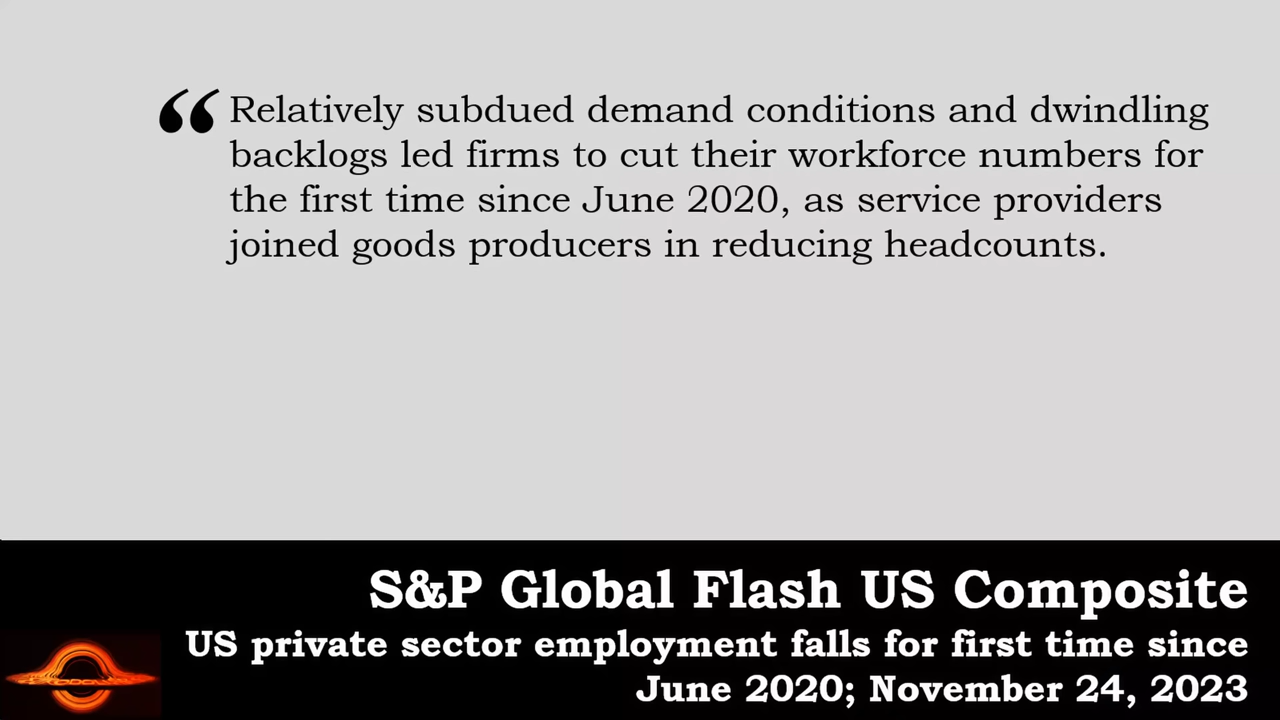 “Relatively subdued demand conditions and dwindling
backlogs led firms to cut their workforce numbers for
the first time since June 2020, as service providers
joined goods producers in reducing headcounts.
S&P Global Flash US Composite
US private sector employment falls for first time since
June 2020; November 24, 2023